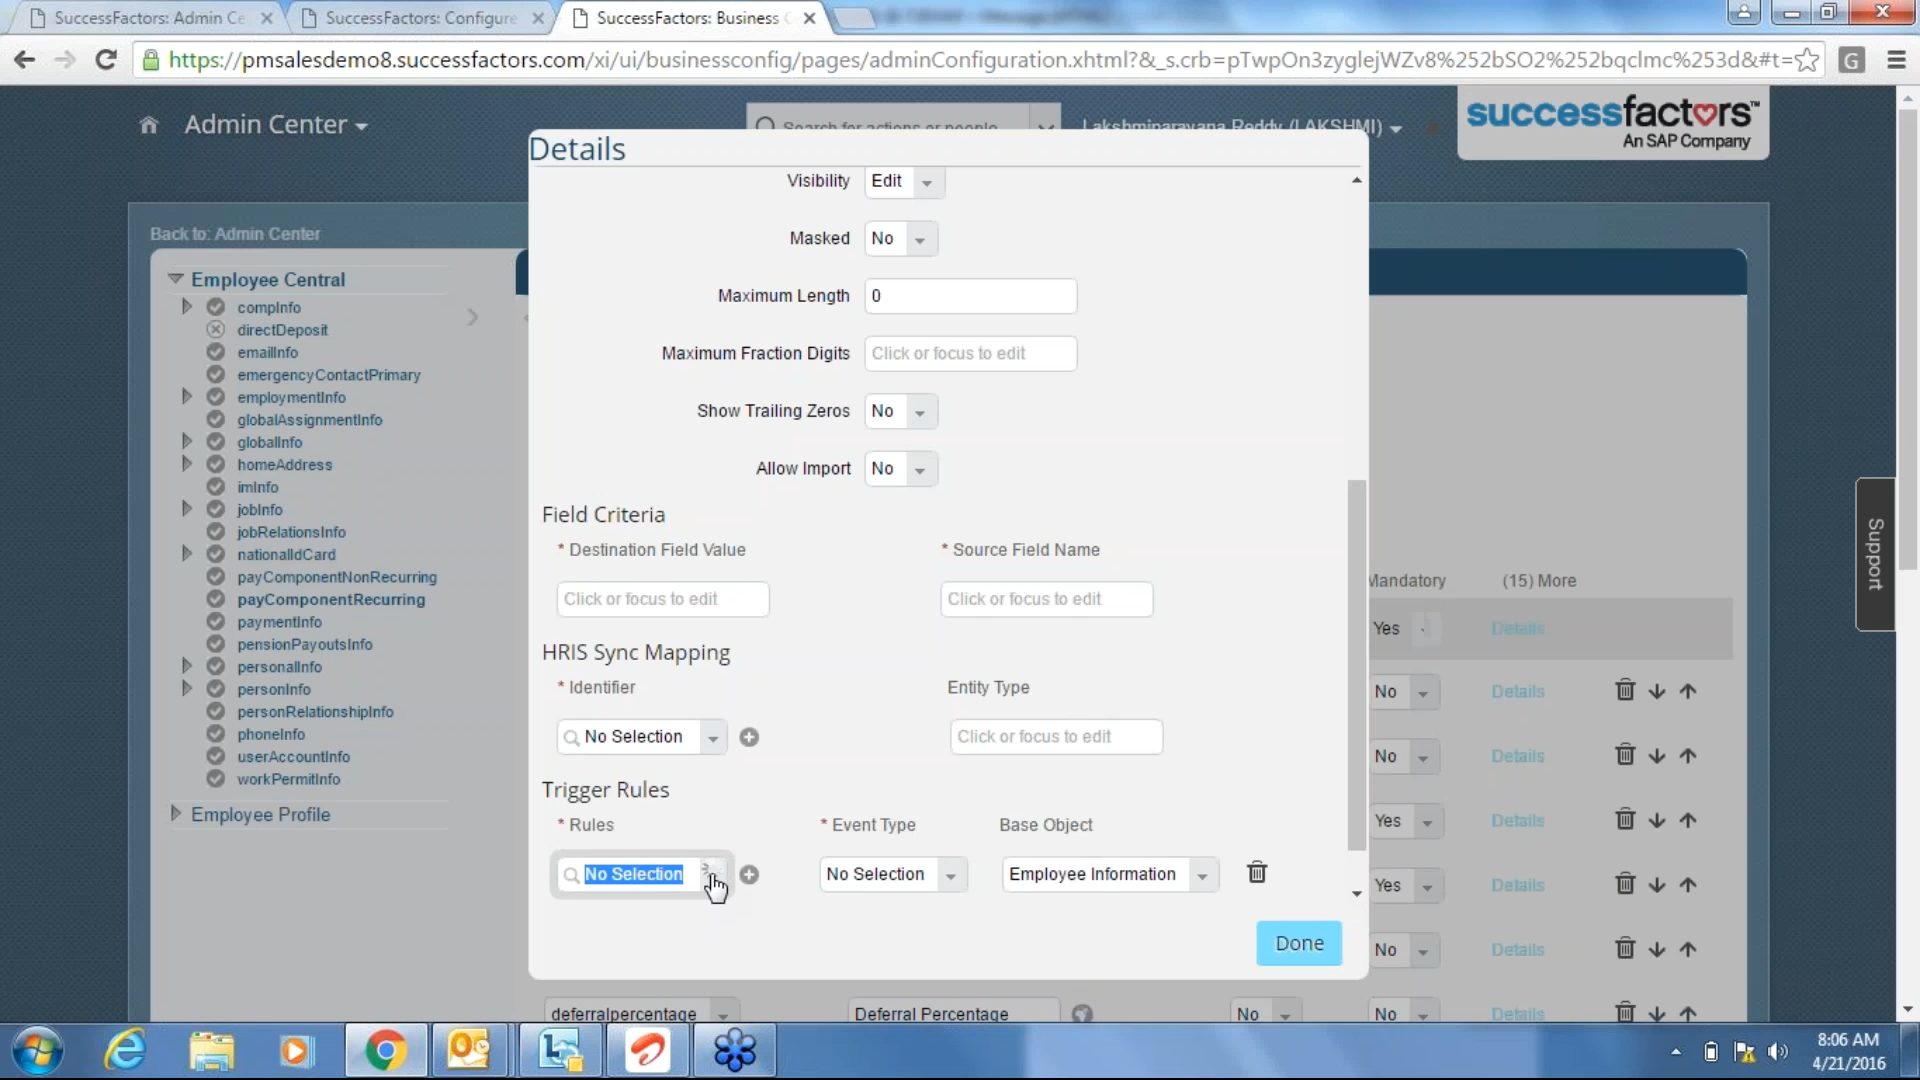 SuccessFactors: Admin Ce
SuccessFactors: Configure
SuccessFactors: Business C
https://pmsalesdemo8.successfactors.com/xi/ui/businessconfig/pages/adminConfiguration.xhtml?&_s.crb=pTwpOn3zyglejWZv8%252bSO2%252bqclmc%253d&#t=
G
Admin Center
Search for actions or people
Lakshminarayana Reddy (LAKSHMI)
successfactors™
An SAP Company
Back to: Admin Center
Employee Central
compInfo
directDeposit
emailInfo
emergencyContactPrimary
employmentInfo
globalAssignmentInfo
globalInfo
homeAddress
imInfo
jobInfo
jobRelationsInfo
nationalIdCard
payComponentNonRecurring
payComponentRecurring
paymentInfo
pensionPayoutsInfo
personalInfo
personInfo
personRelationshipInfo
phoneInfo
userAccountInfo
workPermitInfo
Employee Profile
Details
Visibility Edit
Masked No
Maximum Length 0
Maximum Fraction Digits Click or focus to edit
Show Trailing Zeros No
Allow Import No
Field Criteria
* Destination Field Value * Source Field Name
Click or focus to edit Click or focus to edit
HRIS Sync Mapping
* Identifier Entity Type
No Selection Click or focus to edit
Trigger Rules
* Rules * Event Type Base Object
No Selection No Selection Employee Information
Done
Mandatory (15) More
Yes Details
No Details
No Details
Yes Details
Yes Details
No Details
deferralpercentage Deferral Percentage No No Details
Support
8:06 AM
4/21/2016